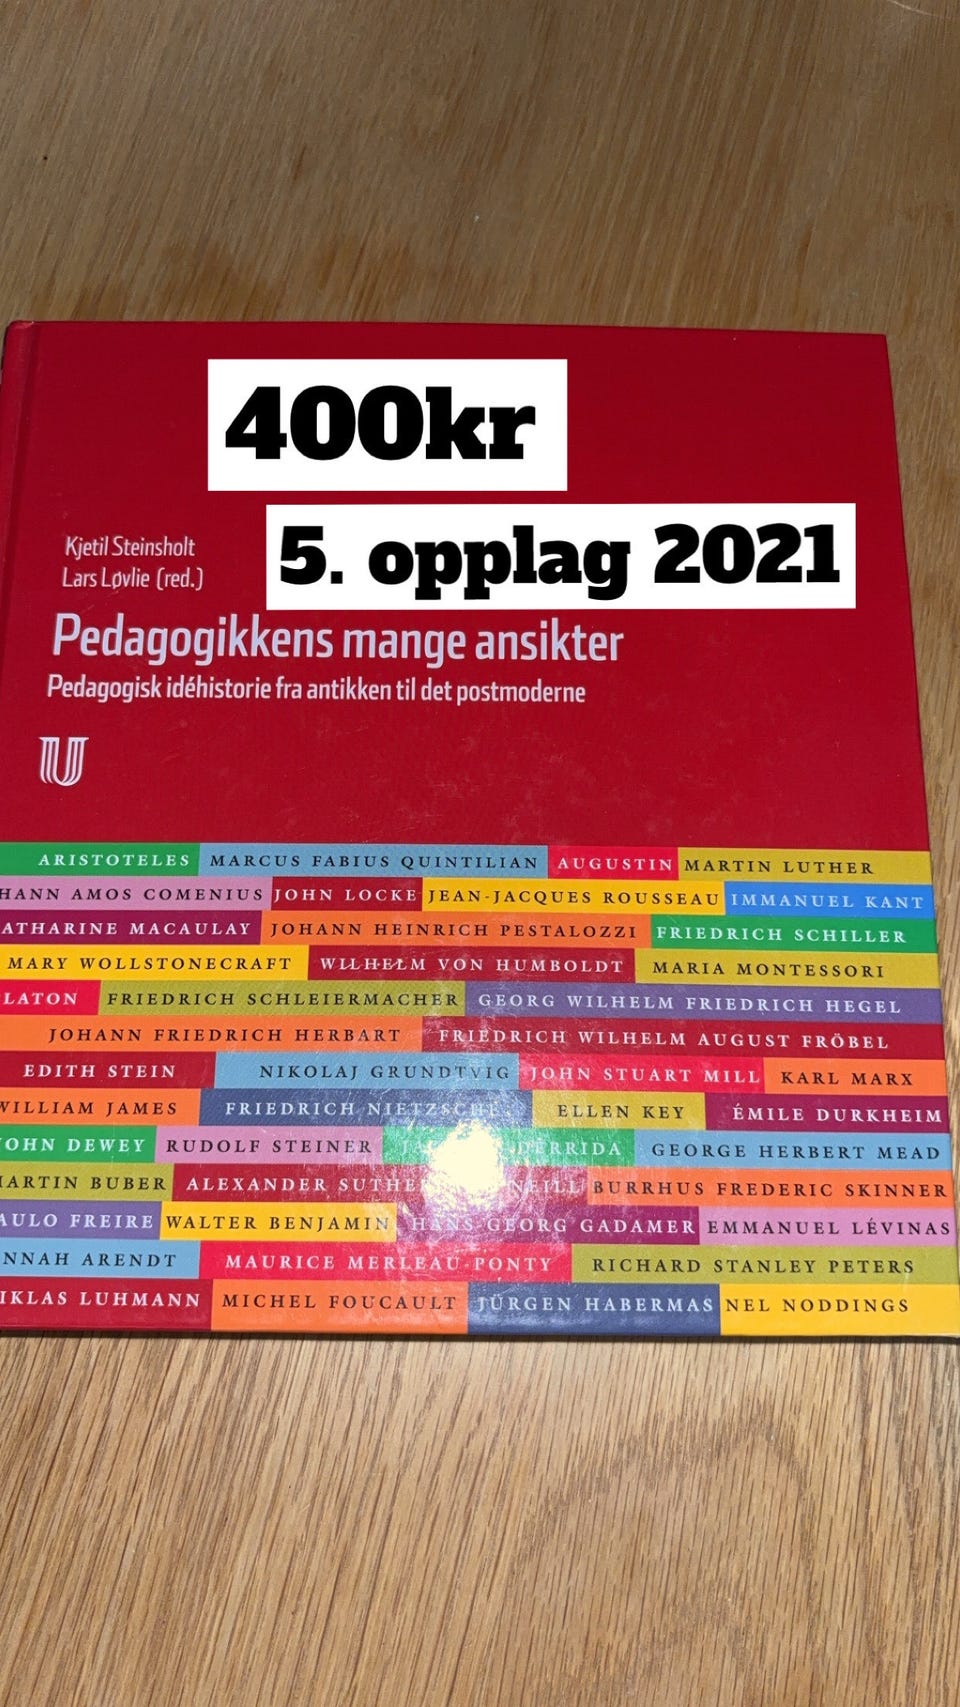 400kr
5. opplag 2021
Kjetil Steinsholt
Lars Løvlie (red.)
Pedagogikkens mange ansikter
Pedagogisk idéhistorie fra antikken til det postmoderne
U
ARISTOTELES MARCUS FABIUS QUINTILIAN AUGUSTIN MARTIN LUTHER
HANN AMOS COMENIUS JOHN LOCKE JEAN-JACQUES ROUSSEAU IMMANUEL KANT
ATHARINE MACAULAY JOHANN HEINRICH PESTALOZZI FRIEDRICH SCHILLER
MARY WOLLSTONECRAFT WILHELM VON HUMBOLDT MARIA MONTESSORI
LATON FRIEDRICH SCHLEIERMACHER GEORG WILHELM FRIEDRICH HEGEL
JOHANN FRIEDRICH HERBART FRIEDRICH WILHELM AUGUST FRÖBEL
EDITH STEIN NIKOLAJ GRUNDTVIG JOHN STUART MILL KARL MARX
WILLIAM JAMES FRIEDRICH NIETZSCHE ELLEN KEY ÉMILE DURKHEIM
JOHN DEWEY RUDOLF STEINER DERRIDA GEORGE HERBERT MEAD
MARTIN BUBER ALEXANDER SUTHER NEILL BURRHUS FREDERIC SKINNER
AULO FREIRE WALTER BENJAMIN HANS GEORG GADAMER EMMANUEL LÉVINAS
NNAH ARENDT MAURICE MERLEAU-PONTY RICHARD STANLEY PETERS
IKLAS LUHMANN MICHEL FOUCAULT JÜRGEN HABERMAS NEL NODDINGS